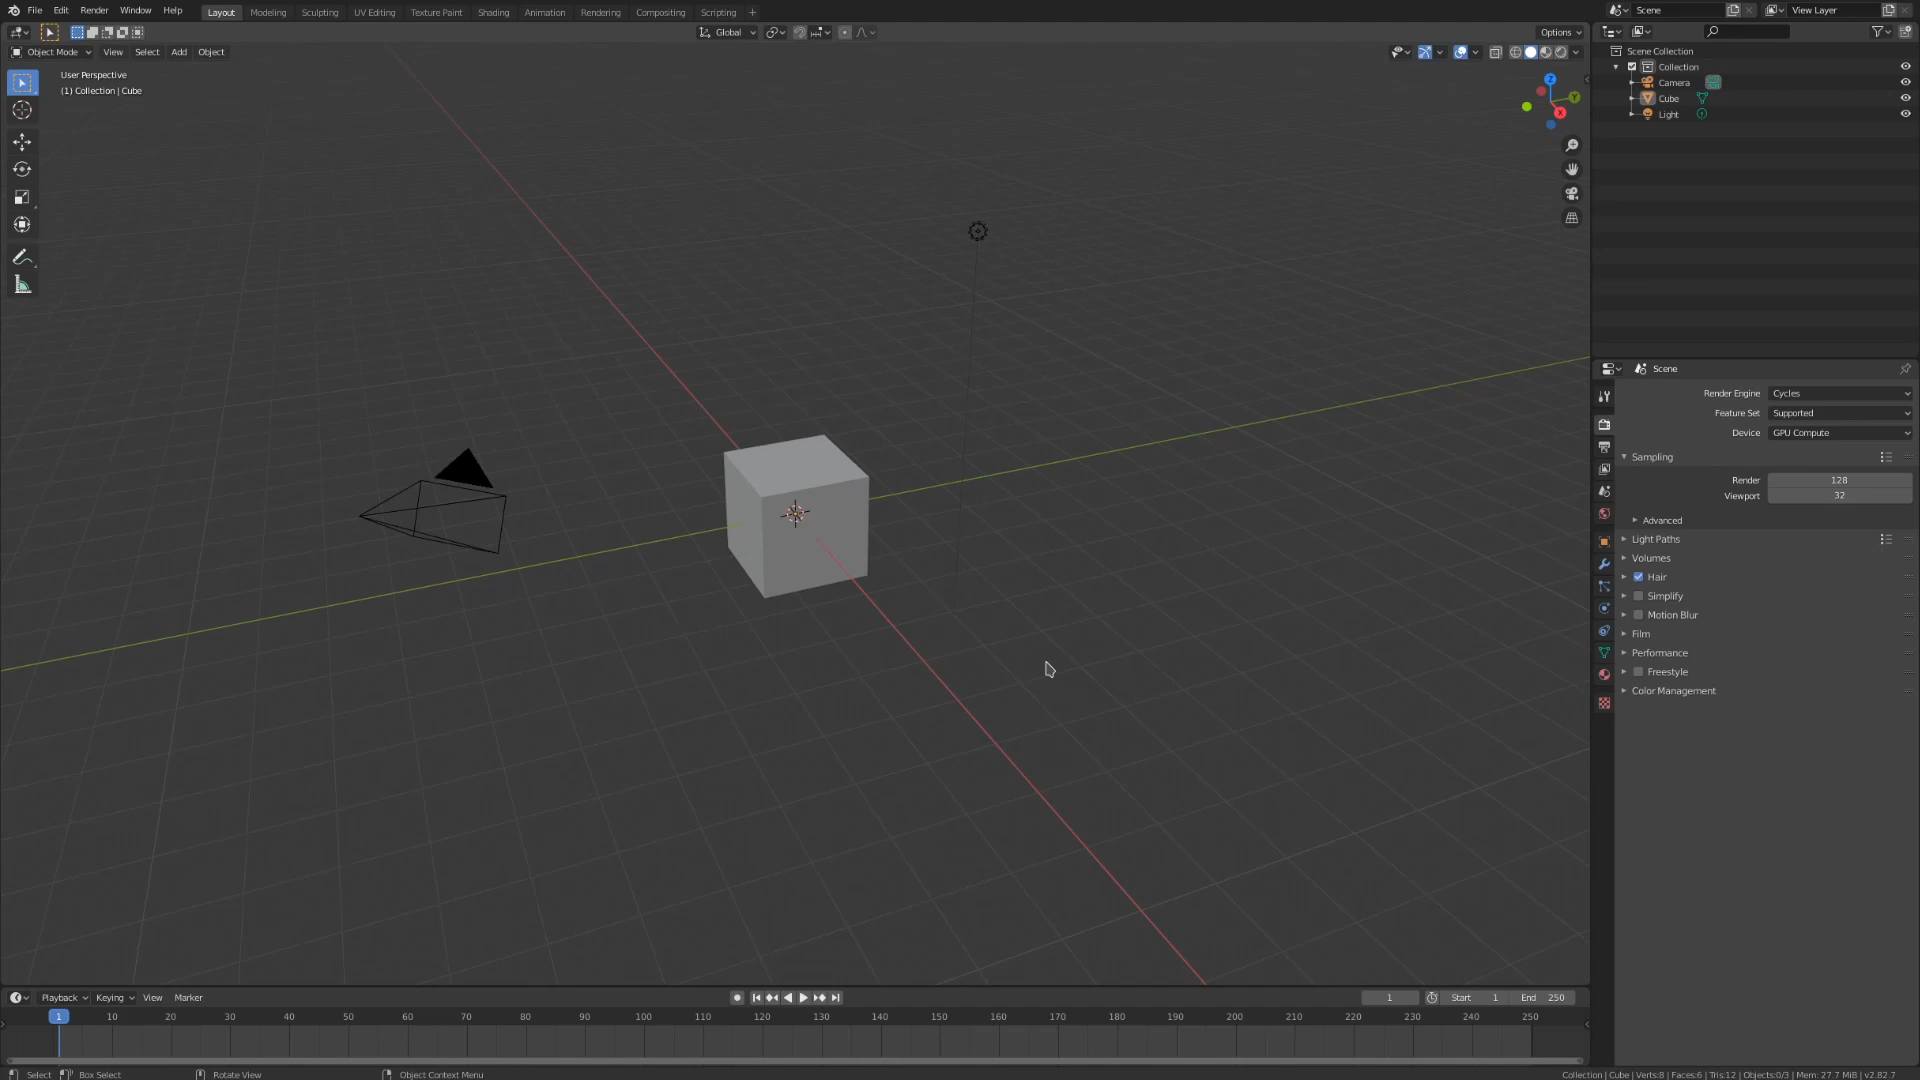 File Edit Render Window Help Layout Modeling Sculpting UV Editing Texture Paint Shading Animation Rendering Compositing Scripting + Scene View Layer
Global Options
Object Mode View Select Add Object
User Perspective
(1) Collection | Cube
Z
Y
X
Scene Collection
Collection
Camera
Cube
Light
Scene
Render Engine Cycles
Feature Set Supported
Device GPU Compute
Sampling
Render 128
Viewport 32
Advanced
Light Paths
Volumes
Hair
Simplify
Motion Blur
Film
Performance
Freestyle
Color Management
Playback Keying View Marker 1 Start 1 End 250
1 10 20 30 40 50 60 70 80 90 100 110 120 130 140 150 160 170 180 190 200 210 220 230 240 250
Select Box Select Rotate View Object Context Menu Collection | Cube | Verts:8 | Faces:6 | Tris:12 | Objects:0/3 | Mem: 27.7 MiB | v2.82.7